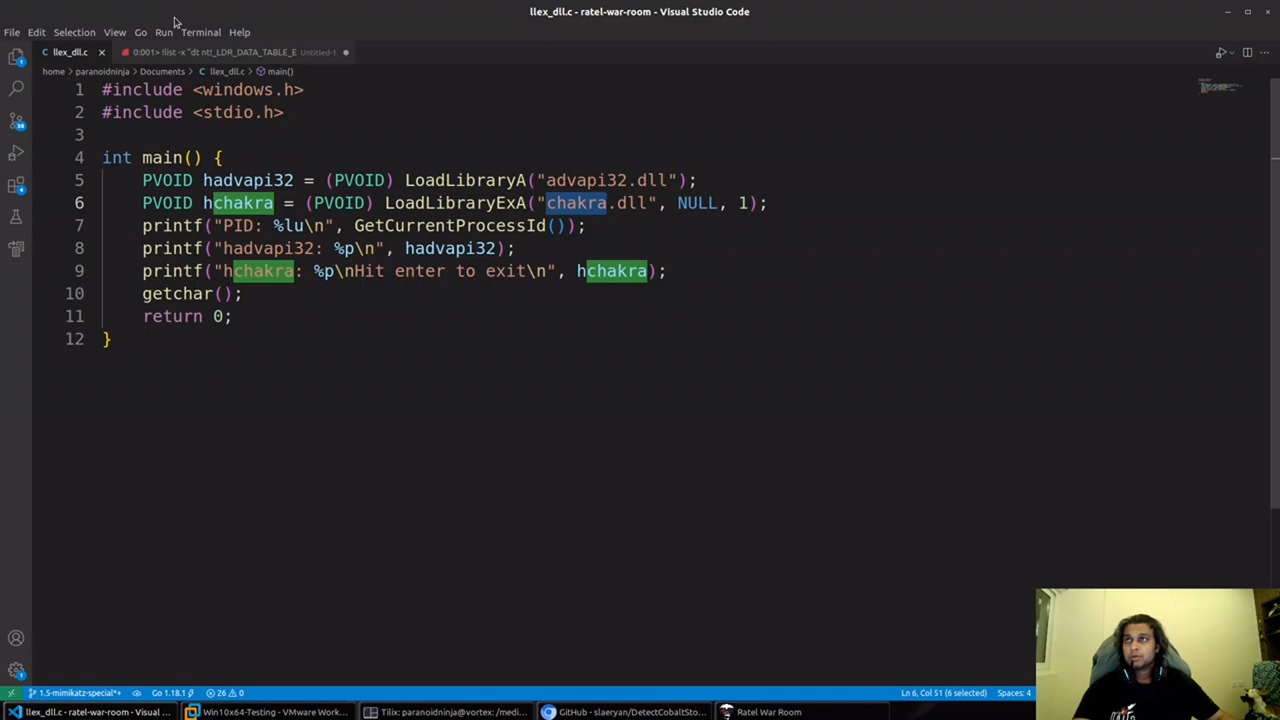 llex_dll.c - ratel-war-room - Visual Studio Code
File Edit Selection View Go Run Terminal Help
llex_dll.c 0:001> !list -x "dt nt!_LDR_DATA_TABLE_E Untitled-1
home paranoidninja Documents llex_dll.c main()
1 #include <windows.h>
2 #include <stdio.h>
3
4 int main() {
5 PVOID hadvapi32 = (PVOID) LoadLibraryA("advapi32.dll");
6 PVOID hchakra = (PVOID) LoadLibraryExA("chakra.dll", NULL, 1);
7 printf("PID: %lu\n", GetCurrentProcessId());
8 printf("hadvapi32: %p\n", hadvapi32);
9 printf("hchakra: %p\nHit enter to exit\n", hchakra);
10 getchar();
11 return 0;
12 }
1.5-mimikatz-special*+ Go 1.18.1 26 0 Ln 6, Col 51 (6 selected) Spaces: 4
llex_dll.c - ratel-war-room - Visual ... Win10x64-Testing - VMware Work... Tilix: paranoidninja@vortex: /medi... GitHub - slaeryan/DetectCobaltSto... Ratel War Room